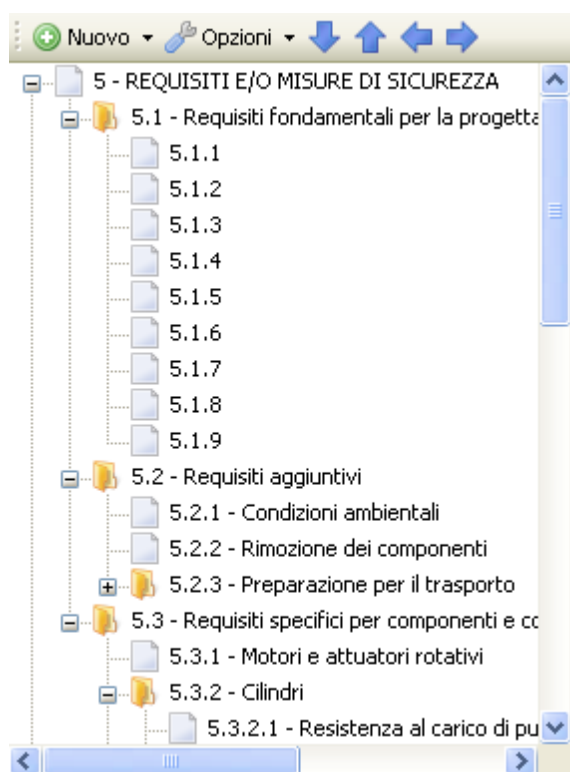 Nuovo Opzioni
5 - REQUISITI E/O MISURE DI SICUREZZA
5.1 - Requisiti fondamentali per la progetta
5.1.1
5.1.2
5.1.3
5.1.4
5.1.5
5.1.6
5.1.7
5.1.8
5.1.9
5.2 - Requisiti aggiuntivi
5.2.1 - Condizioni ambientali
5.2.2 - Rimozione dei componenti
5.2.3 - Preparazione per il trasporto
5.3 - Requisiti specifici per componenti e co
5.3.1 - Motori e attuatori rotativi
5.3.2 - Cilindri
5.3.2.1 - Resistenza al carico di pu